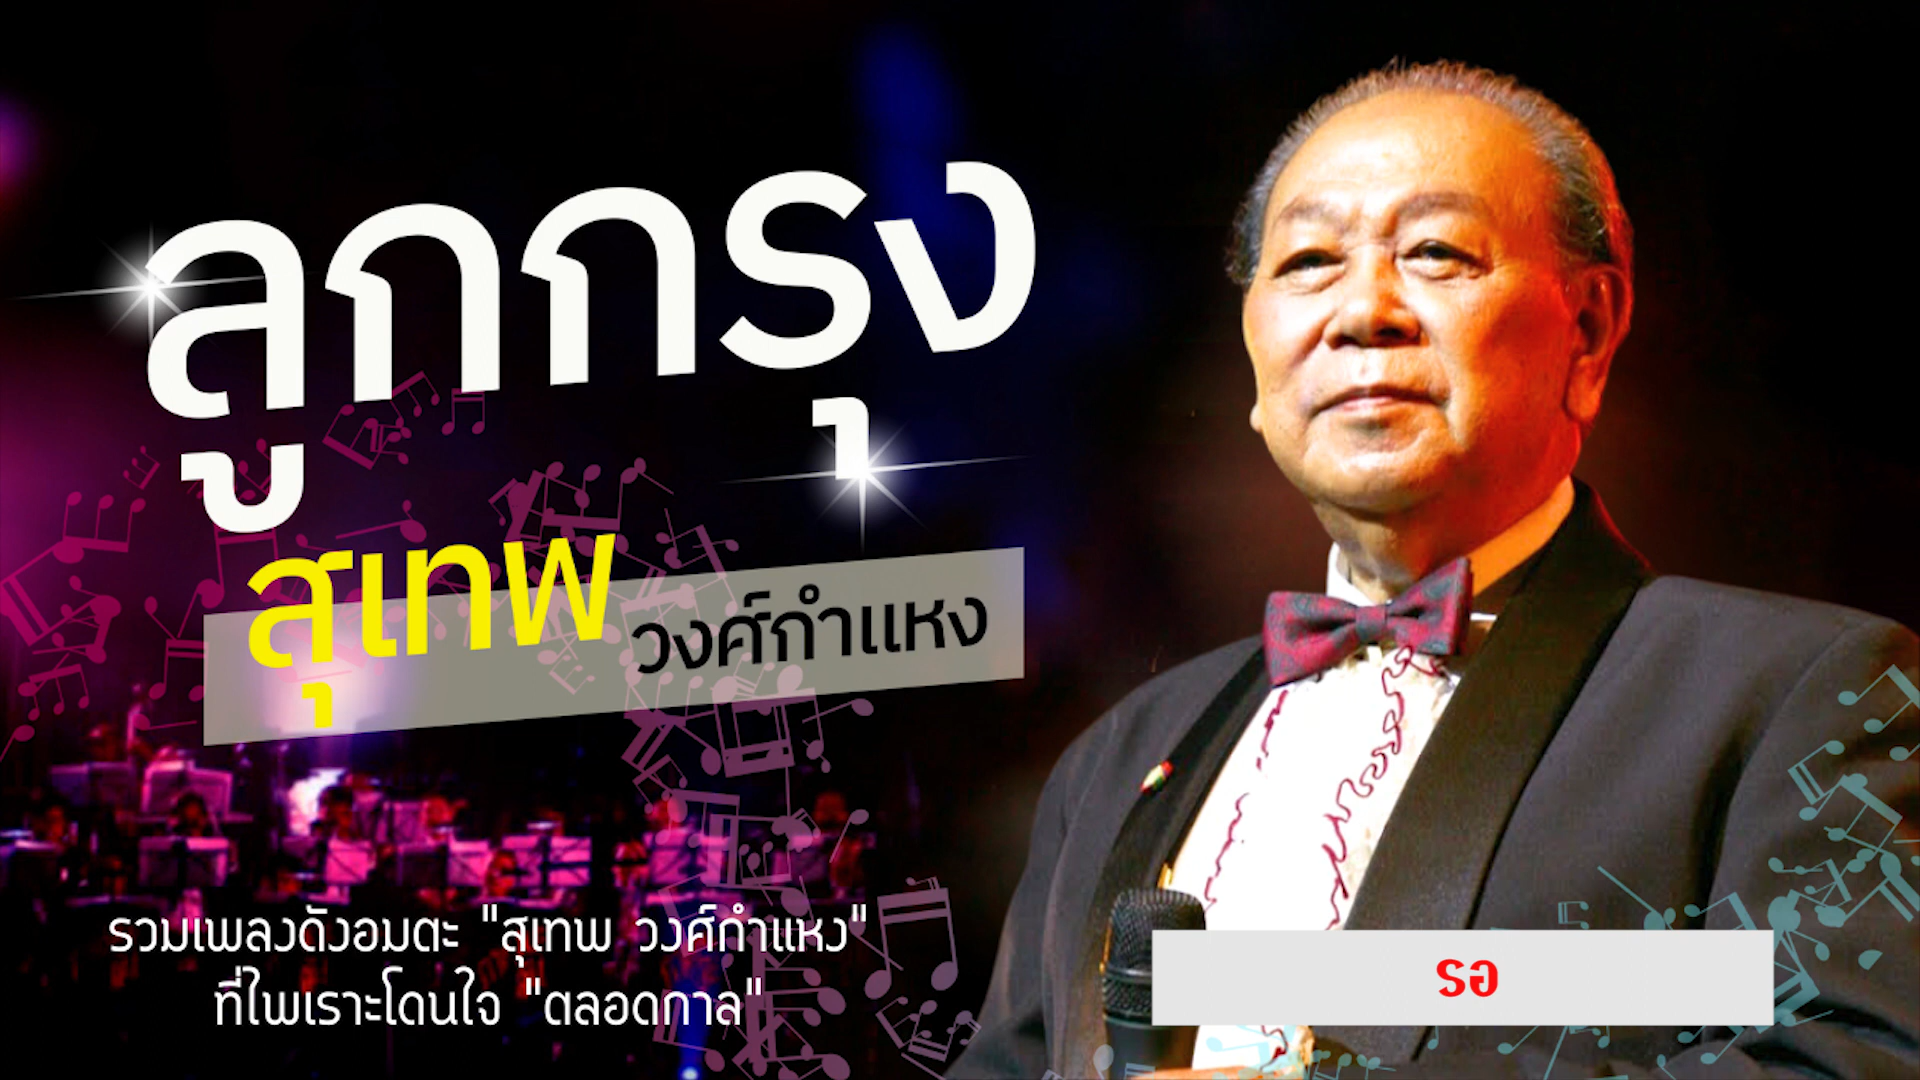 ลูกกรุง
สุเทพ วงศ์กำแหง
รวมเพลงดังอมตะ "สุเทพ วงศ์กำแหง"
ที่ไพเราะโดนใจ "ตลอดกาล"
รอ